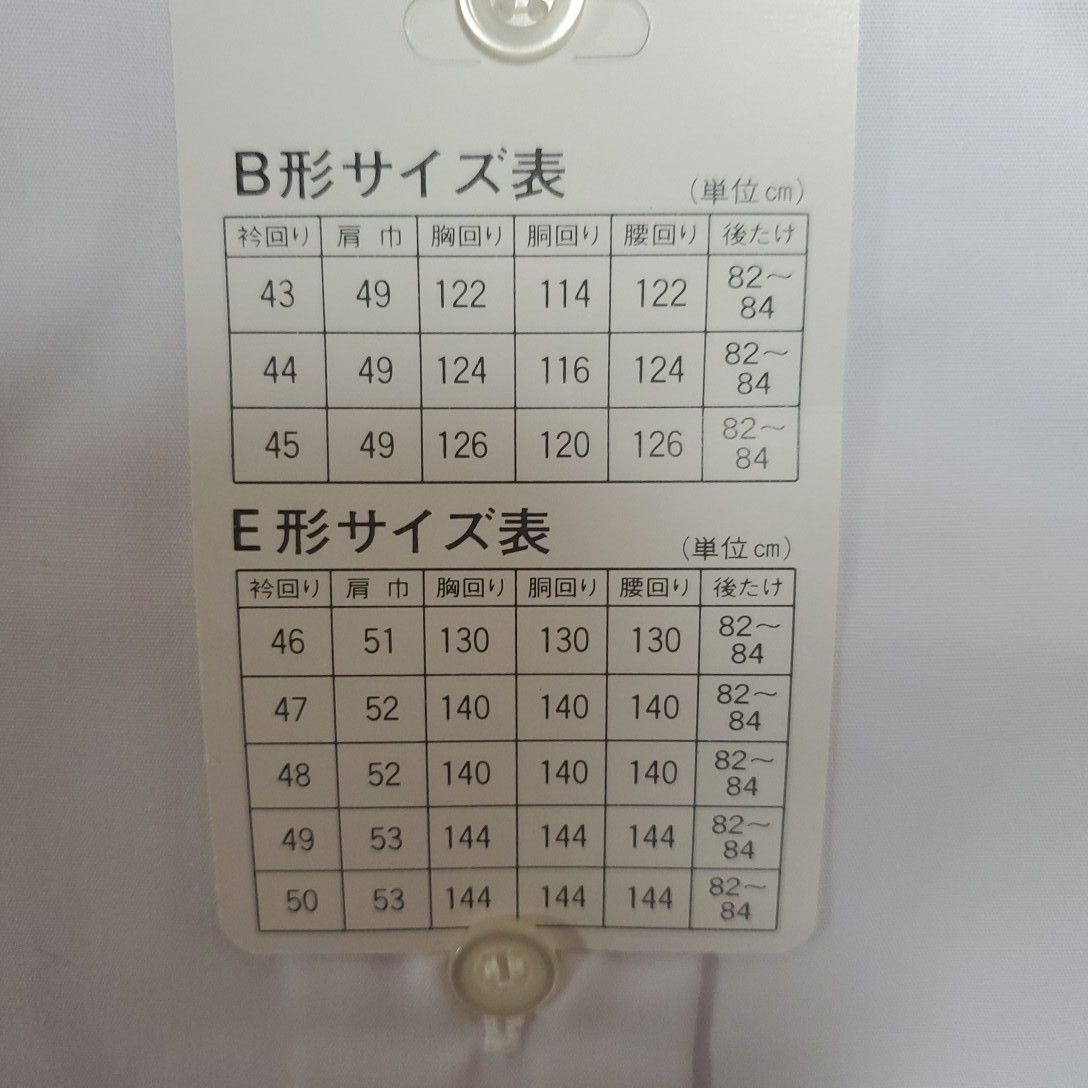 B形サイズ表
(単位cm)
衿回り 肩巾 胸回り 胴回り 腰回り 後たけ
43 49 122 114 122 82～84
44 49 124 116 124 82～84
45 49 126 120 126 82～84
E形サイズ表
(単位cm)
衿回り 肩巾 胸回り 胴回り 腰回り 後たけ
46 51 130 130 130 82～84
47 52 140 140 140 82～84
48 52 140 140 140 82～84
49 53 144 144 144 82～84
50 53 144 144 144 82～84